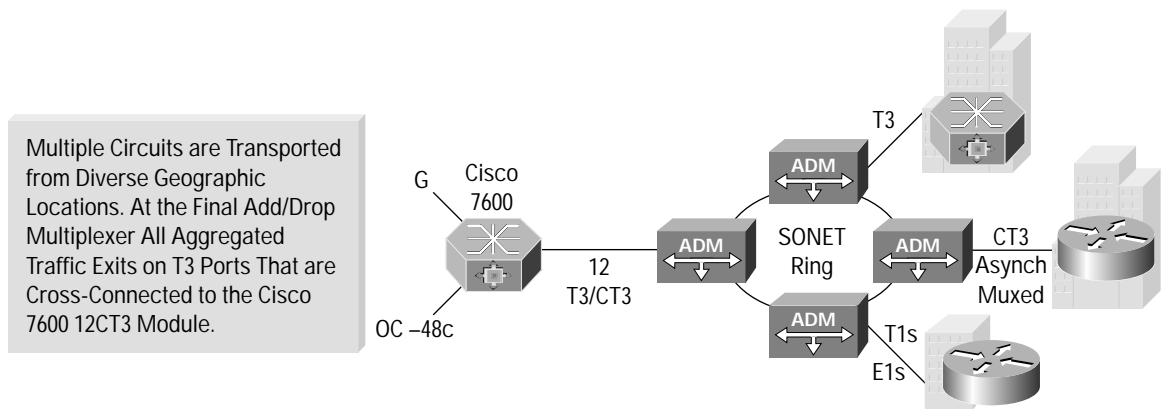 Multiple Circuits are Transported
from Diverse Geographic
Locations. At the Final Add/Drop
Multiplexer All Aggregated
Traffic Exits on T3 Ports That are
Cross-Connected to the Cisco
7600 12CT3 Module.
G
Cisco
7600
OC –48c
12
T3/CT3
ADM
ADM
SONET
Ring
ADM
ADM
T3
CT3
Asynch
Muxed
T1s
E1s